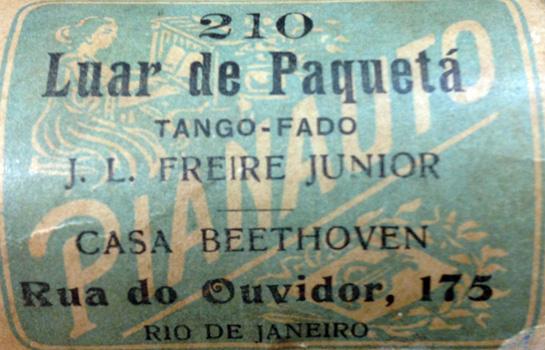 210
Luar de Paquetá
TANGO-FADO
J. L. FREIRE JUNIOR
PIANAUTO
CASA BEETHOVEN
Rua do Ouvidor, 175
RIO DE JANEIRO